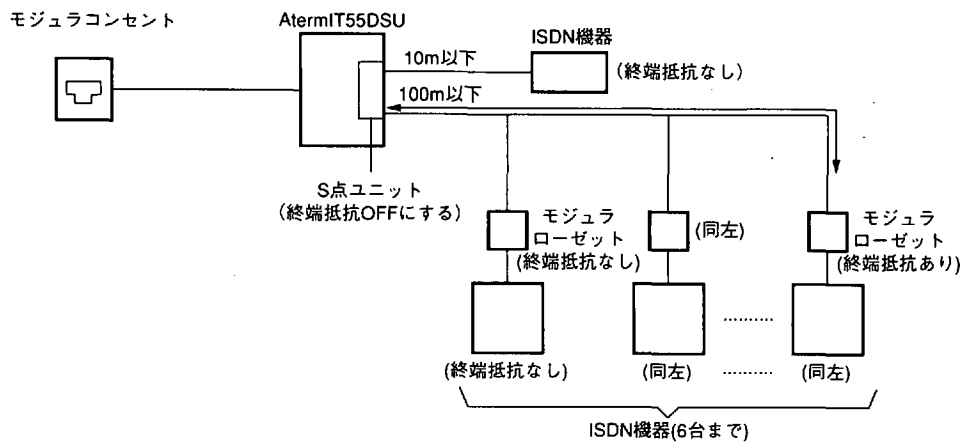 モジュラコンセント
AtermIT55DSU
ISDN機器
10m以下
(終端抵抗なし)
100m以下
S点ユニット
(終端抵抗OFFにする)
モジュラ
ローゼット
(終端抵抗なし)
(同左)
モジュラ
ローゼット
(終端抵抗あり)
………
(終端抵抗なし)
(同左)
………
(同左)
ISDN機器(6台まで)